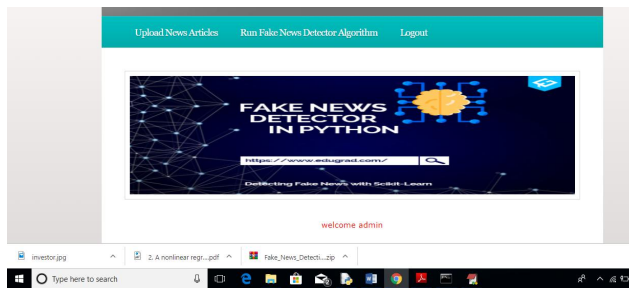 Upload News Articles Run Fake News Detector Algorithm Logout
FAKE NEWS
DETECTOR
IN PYTHON
https://www.edugrad.com/
Detecting Fake News with Scikit-Learn
welcome admin
investor.jpg 2. A nonlinear regr....pdf Fake_News_Detecti....zip
Type here to search